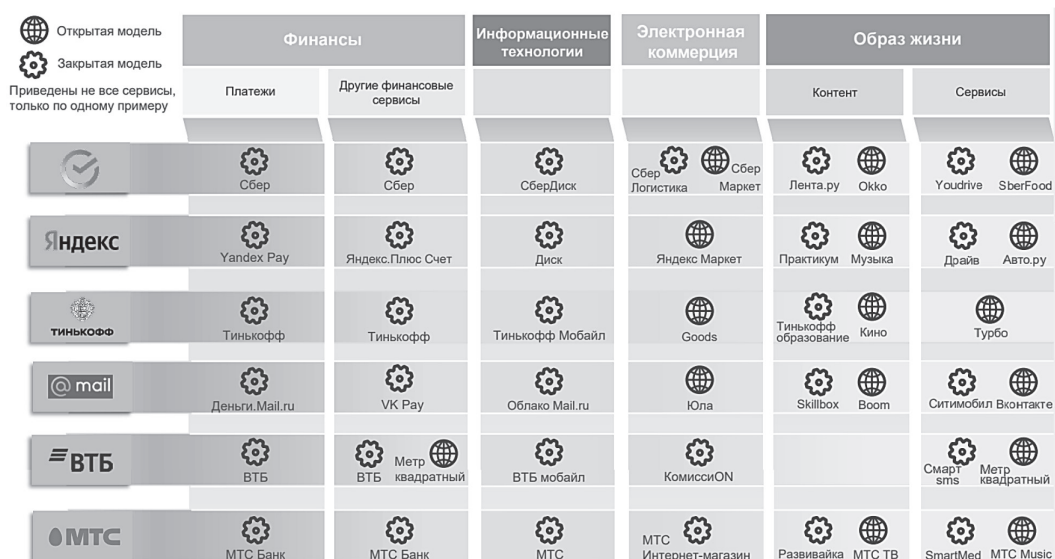 Открытая модель
Закрытая модель
Приведены не все сервисы,
только по одному примеру
Финансы
Информационные
технологии
Электронная
коммерция
Образ жизни
Платежи
Другие финансовые
сервисы
Контент
Сервисы
Сбер
Сбер
СберДиск
Сбер
Логистика
Сбер
Маркет
Лента.ру
Okko
Youdrive
SberFood
Яндекс
Yandex Pay
Яндекс.Плюс Счет
Диск
Яндекс Маркет
Практикум
Музыка
Драйв
Авто.ру
ТИНЬКОФФ
Тинькофф
Тинькофф
Тинькофф Мобайл
Goods
Тинькофф
образование
Кино
Турбо
@ mail
Деньги.Mail.ru
VK Pay
Облако Mail.ru
Юла
Skillbox
Boom
Ситимобил
Вконтакте
ВТБ
ВТБ
ВТБ
Метр
квадратный
ВТБ мобайл
КомиссиON
Смарт
sms
Метр
квадратный
МТС
МТС Банк
МТС Банк
МТС
МТС
Интернет-магазин
Развивайка
МТС ТВ
SmartMed
МТС Music